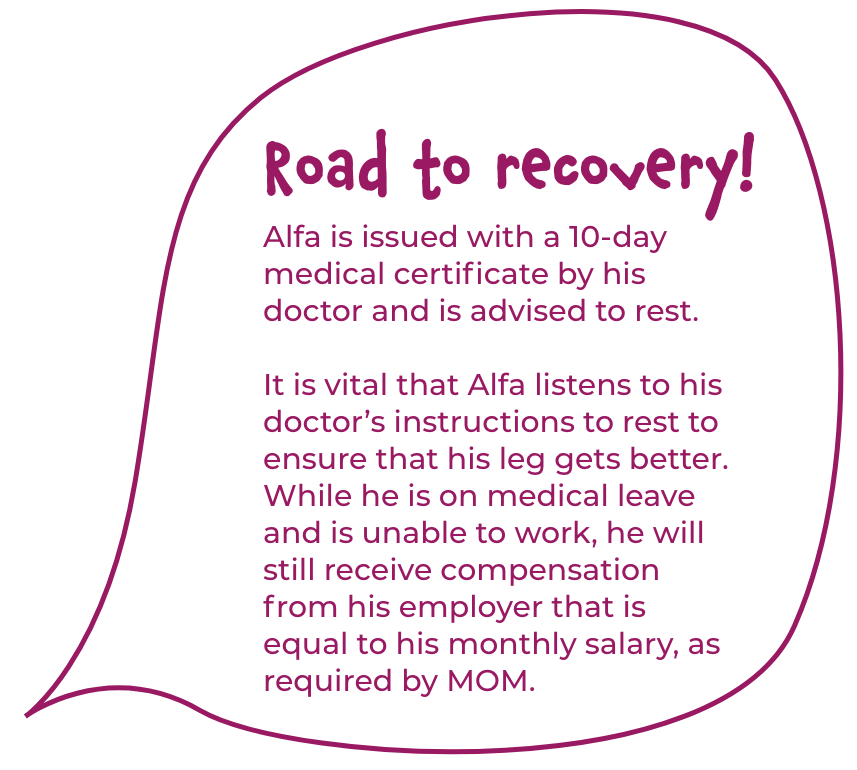 Road to recovery!
Alfa is issued with a 10-day
medical certificate by his
doctor and is advised to rest.
It is vital that Alfa listens to his
doctor’s instructions to rest to
ensure that his leg gets better.
While he is on medical leave
and is unable to work, he will
still receive compensation
from his employer that is
equal to his monthly salary, as
required by MOM.